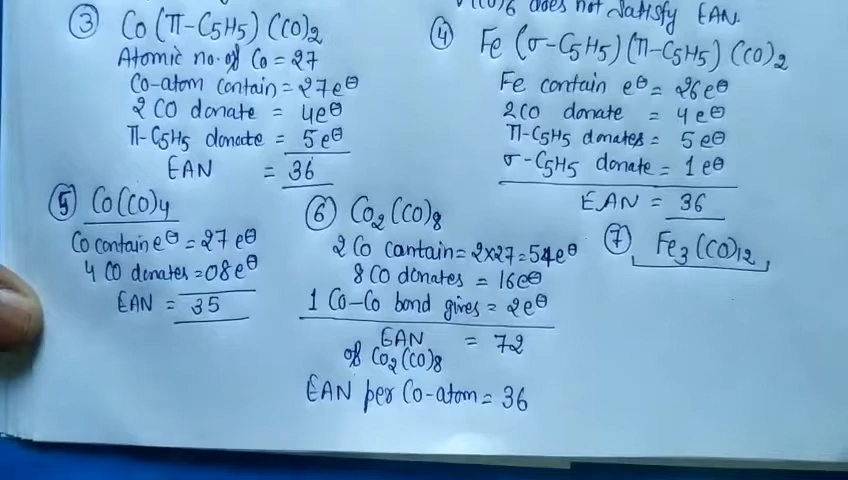 (CO)6 does not satisfy EAN.
③ Co(π-C5H5)(CO)2
Atomic no. of Co = 27
Co-atom contain = 27e⊖
2 CO donate = 4e⊖
π-C5H5 donate = 5e⊖
EAN = 36
④ Fe(σ-C5H5)(π-C5H5)(CO)2
Fe contain e⊖ = 26e⊖
2CO donate = 4e⊖
π-C5H5 donates = 5e⊖
σ-C5H5 donate = 1e⊖
EAN = 36
⑤ Co(CO)4
Co contain e⊖ = 27e⊖
4 CO donates = 08e⊖
EAN = 35
⑥ Co2(CO)8
2 Co contain = 2×27 = 54e⊖
8 CO donates = 16e⊖
1 Co-Co bond gives = 2e⊖
EAN of Co2(CO)8 = 72
EAN per Co-atom = 36
⑦ Fe3(CO)12